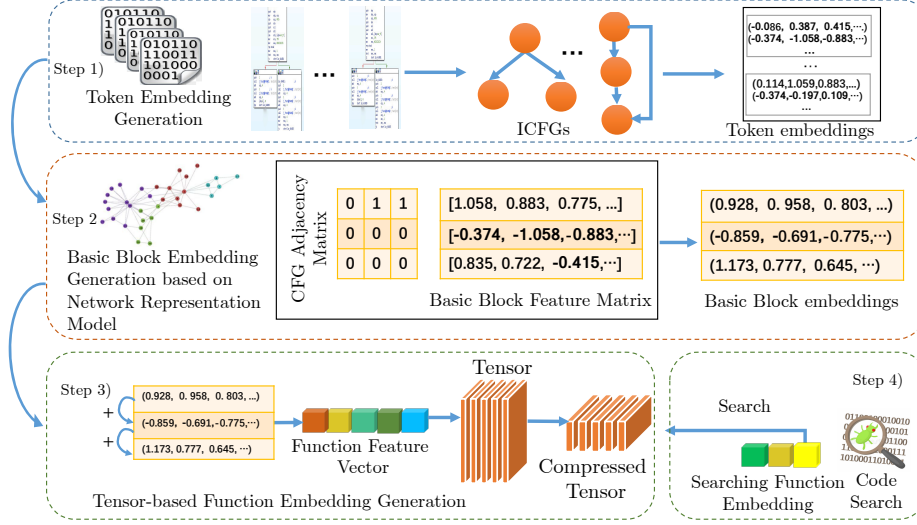 010110
110011
101000
0001
Step 1)
Token Embedding
Generation
...
...
ICFGs
(-0.086, 0.387, 0.415,···.)
(-0.374, -1.058,-0.883,···)
...
...
(0.114,1.059,0.883,...)
(-0.374,-0.197,0.109,···)
...
Token embeddings
Step 2
Basic Block Embedding
Generation based on
Network Representation
Model
CFG Adjacency
Matrix
0 1 1
0 0 0
0 0 0
[1.058, 0.883, 0.775, ...]
[-0.374, -1.058,-0.883,···]
[0.835, 0.722, -0.415,···]
Basic Block Feature Matrix
(0.928, 0. 958, 0. 803, ...)
(-0.859, -0.691,-0.775,···)
(1.173, 0.777, 0.645, ···)
Basic Block embeddings
Step 3)
+
+
(0.928, 0. 958, 0. 803, ...)
(-0.859, -0.691,-0.775,···)
(1.173, 0.777, 0.645, ···)
Function Feature
Vector
Tensor
Compressed
Tensor
Tensor-based Function Embedding Generation
Step 4)
Search
Searching Function
Embedding
Code
Search